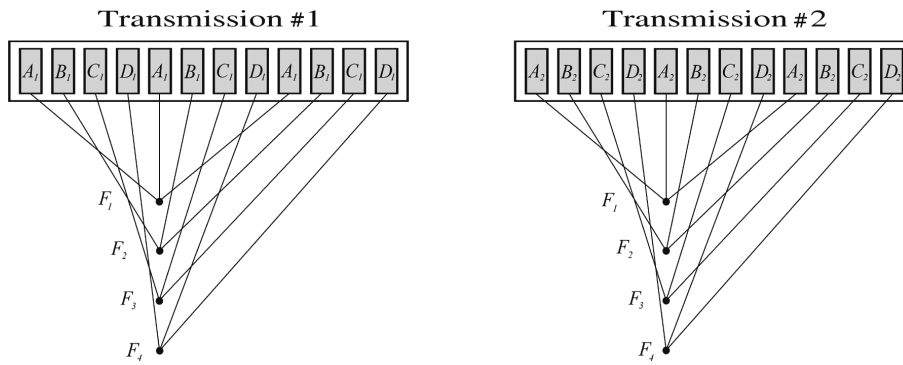 Transmission #1
A1 B1 C1 D1 A1 B1 C1 D1 A1 B1 C1 D1
F1
F2
F3
F4
Transmission #2
A2 B2 C2 D2 A2 B2 C2 D2 A2 B2 C2 D2
F1
F2
F3
F4